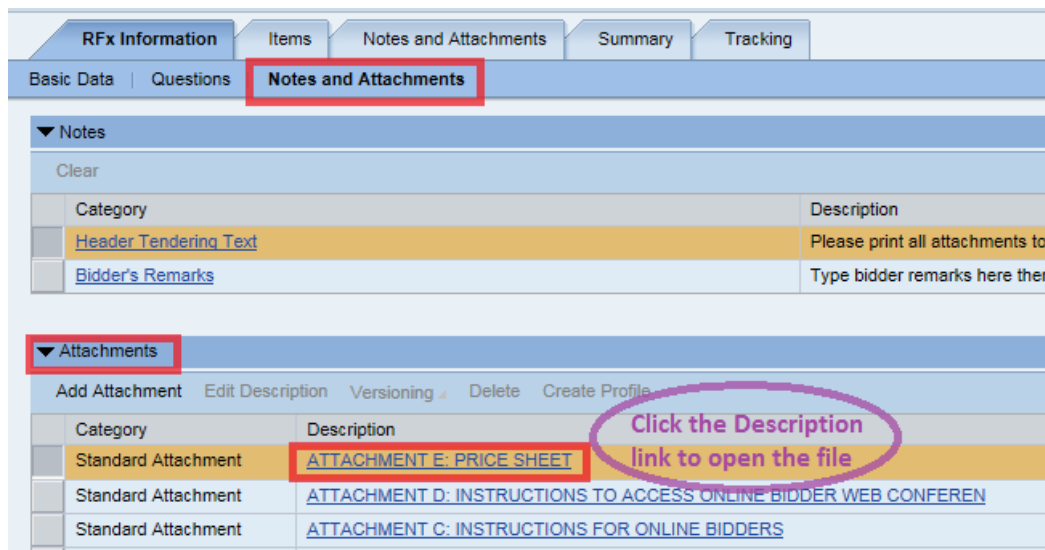 RFx Information Items Notes and Attachments Summary Tracking
Basic Data | Questions Notes and Attachments
Notes
Clear
Category Description
Header Tendering Text Please print all attachments to
Bidder's Remarks Type bidder remarks here ther
Attachments
Add Attachment Edit Description Versioning Delete Create Profile
Category Description
Click the Description
link to open the file
Standard Attachment ATTACHMENT E: PRICE SHEET
Standard Attachment ATTACHMENT D: INSTRUCTIONS TO ACCESS ONLINE BIDDER WEB CONFEREN
Standard Attachment ATTACHMENT C: INSTRUCTIONS FOR ONLINE BIDDERS